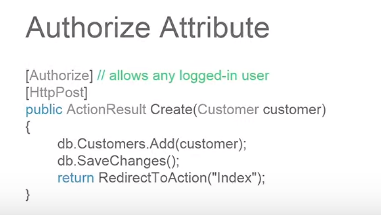 Authorize Attribute
[Authorize] // allows any logged-in user
[HttpPost]
public ActionResult Create(Customer customer)
{
db.Customers.Add(customer);
db.SaveChanges();
return RedirectToAction("Index");
}